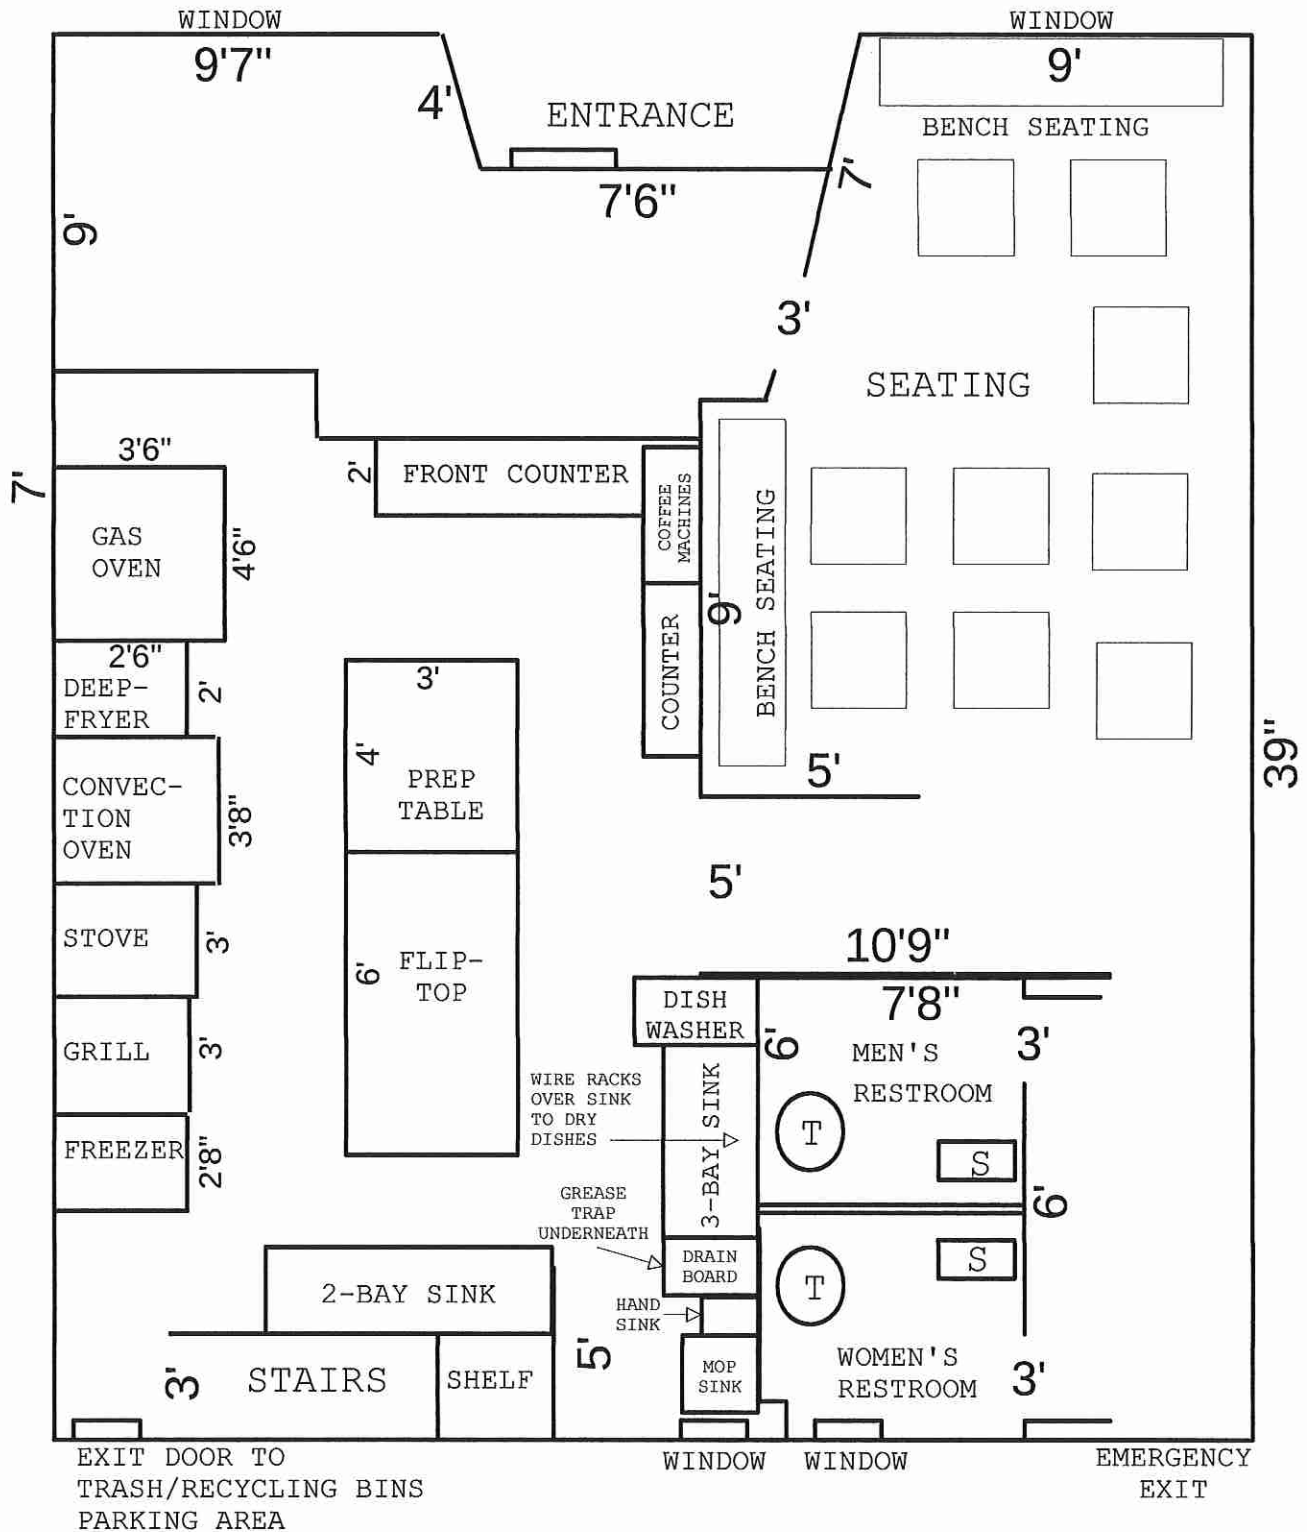 WINDOW
WINDOW
9'7"
9'
4'
ENTRANCE
BENCH SEATING
7'
7'6"
9'
3'
SEATING
3'6"
7'
2'
FRONT COUNTER
COFFEE
MACHINES
GAS
OVEN
4'6"
9'
BENCH SEATING
COUNTER
2'6"
DEEP-
FRYER
2'
3'
4'
PREP
TABLE
5'
39"
CONVEC-
TION
OVEN
3'8"
5'
STOVE
3'
6'
FLIP-
TOP
10'9"
7'8"
DISH
WASHER
6'
MEN'S
RESTROOM
3'
GRILL
3'
WIRE RACKS
OVER SINK
TO DRY
DISHES
3-BAY SINK
T
S
FREEZER
2'8"
GREASE
TRAP
UNDERNEATH
6'
DRAIN
BOARD
T
S
2-BAY SINK
HAND
SINK
5'
3'
STAIRS
SHELF
MOP
SINK
WOMEN'S
RESTROOM
3'
EXIT DOOR TO
TRASH/RECYCLING BINS
PARKING AREA
WINDOW
WINDOW
EMERGENCY
EXIT